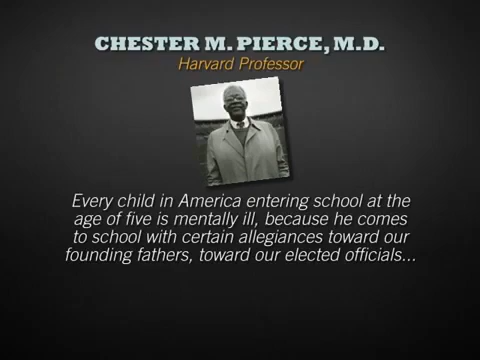 CHESTER M. PIERCE, M.D.
Harvard Professor
Every child in America entering school at the
age of five is mentally ill, because he comes
to school with certain allegiances toward our
founding fathers, toward our elected officials...